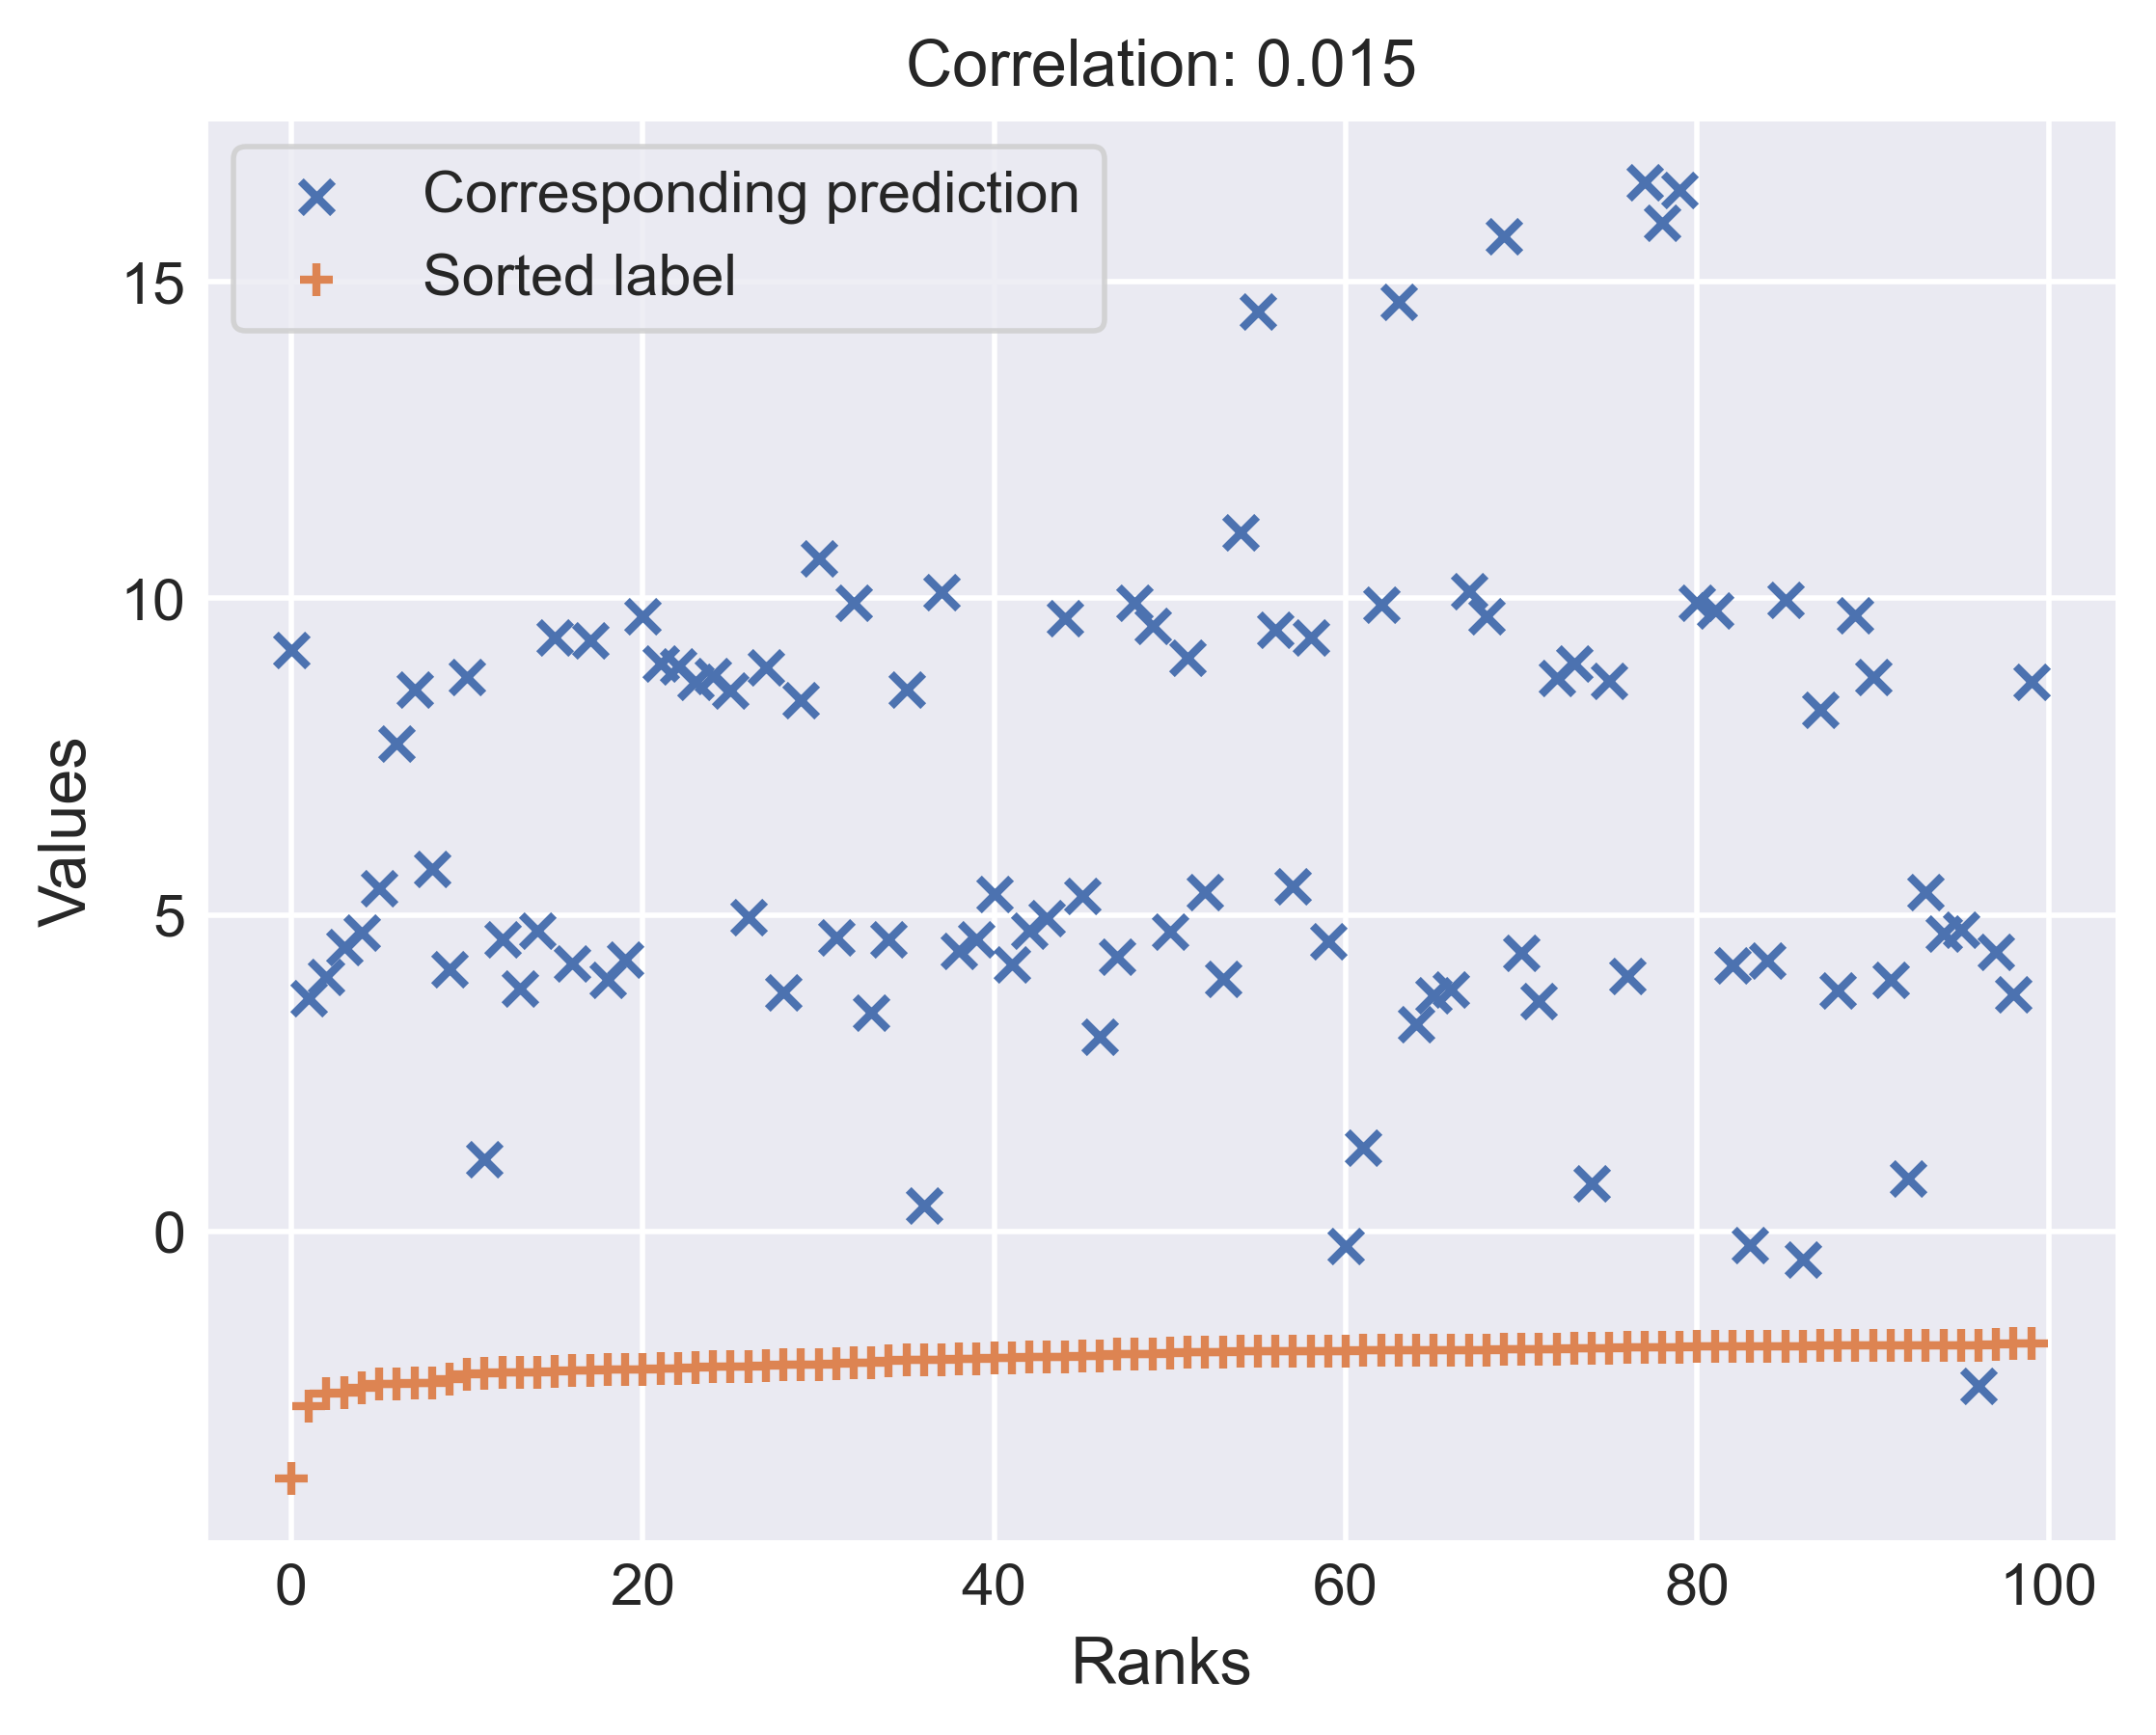 Correlation: 0.015
Corresponding prediction
Sorted label
15
10
5
0
Values
0 20 40 60 80 100
Ranks